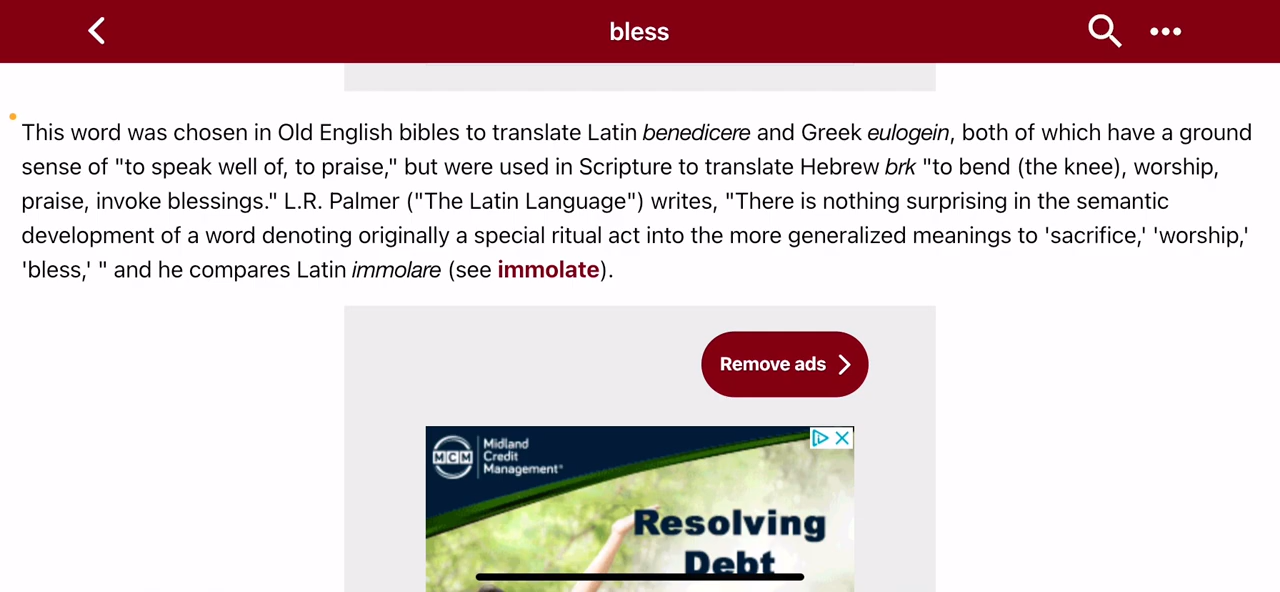 bless
This word was chosen in Old English bibles to translate Latin benedicere and Greek eulogein, both of which have a ground
sense of "to speak well of, to praise," but were used in Scripture to translate Hebrew brk "to bend (the knee), worship,
praise, invoke blessings." L.R. Palmer ("The Latin Language") writes, "There is nothing surprising in the semantic
development of a word denoting originally a special ritual act into the more generalized meanings to 'sacrifice,' 'worship,'
'bless,' " and he compares Latin immolare (see immolate).
Remove ads
MCM
Midland
Credit
Management®
Resolving
Debt